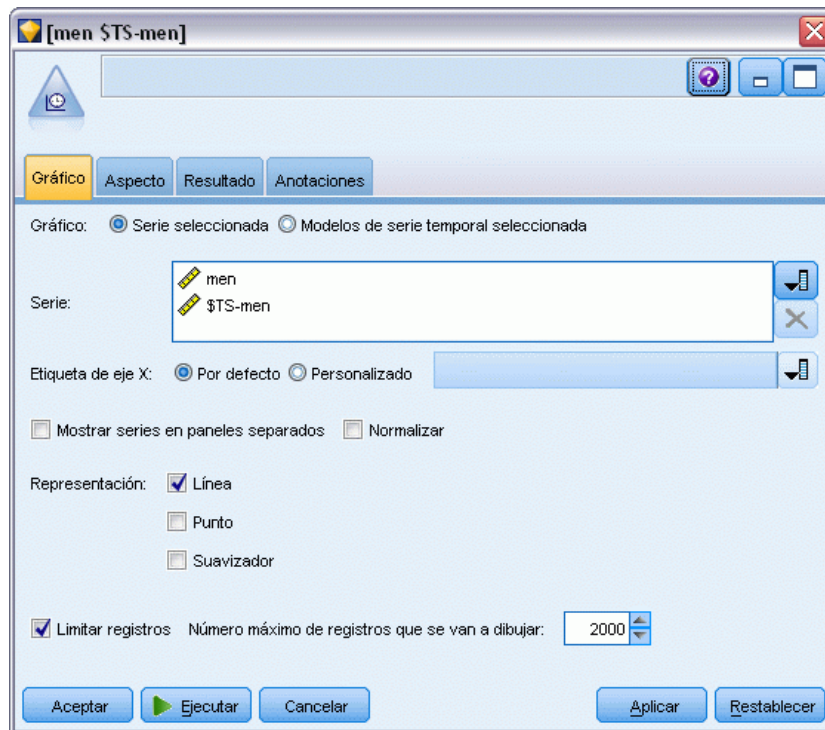 [men $TS-men]
Gráfico Aspecto Resultado Anotaciones
Gráfico: Serie seleccionada Modelos de serie temporal seleccionada
Serie:
men
$TS-men
Etiqueta de eje X: Por defecto Personalizado
Mostrar series en paneles separados Normalizar
Representación: Línea
Punto
Suavizador
Limitar registros Número máximo de registros que se van a dibujar: 2000
Aceptar Ejecutar Cancelar Aplicar Restablecer